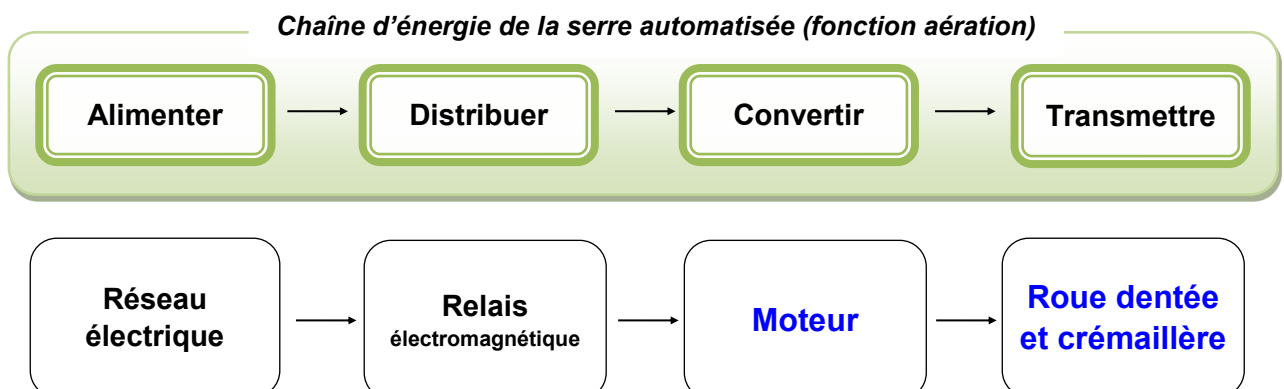 Chaîne d’énergie de la serre automatisée (fonction aération)
Alimenter
Distribuer
Convertir
Transmettre
Réseau
électrique
Relais
électromagnétique
Moteur
Roue dentée
et crémaillère